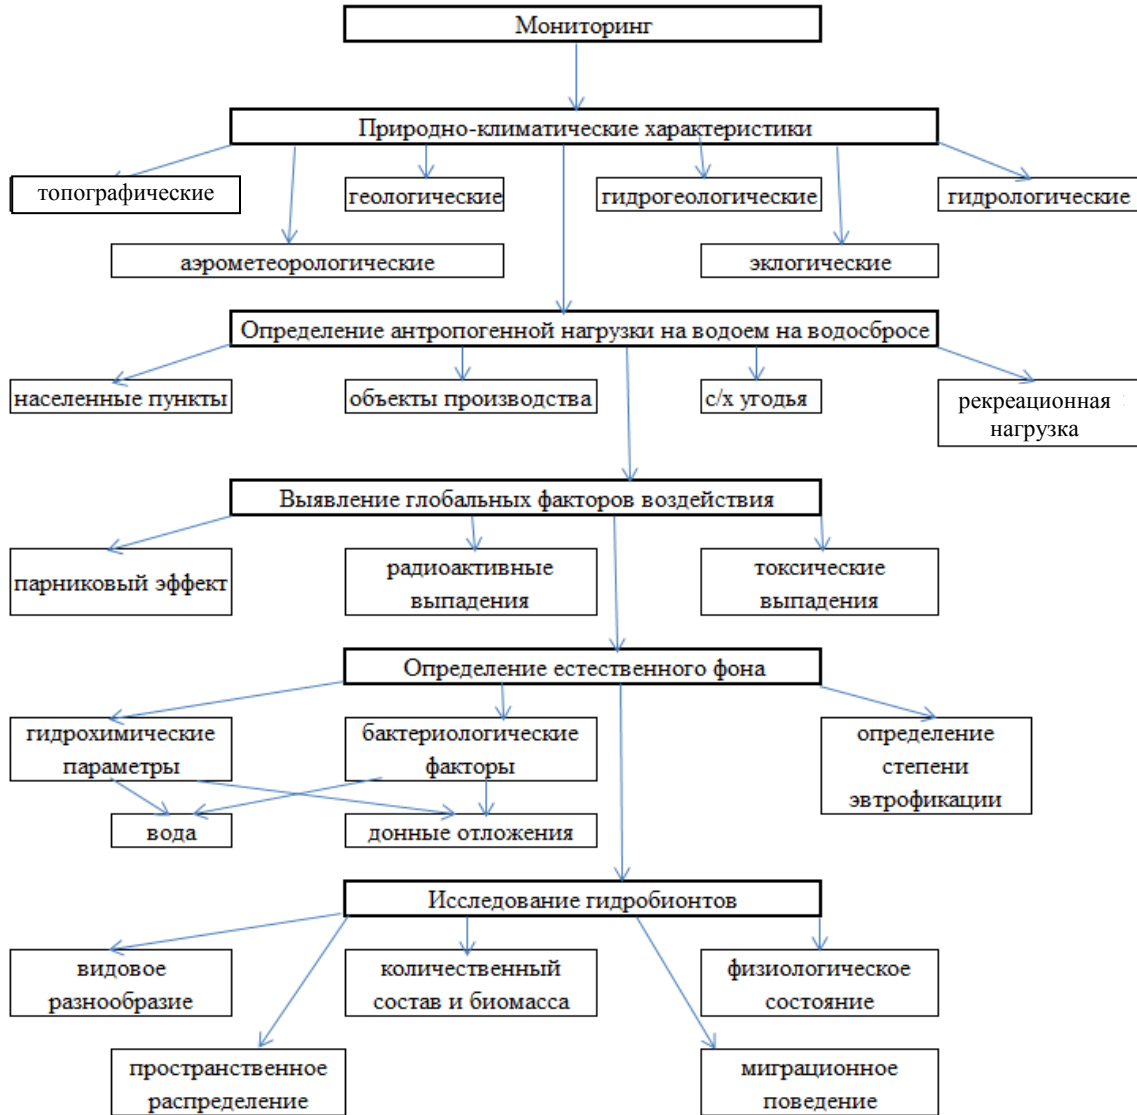 Мониторинг
Природно-климатические характеристики
топографические
геологические
гидрогеологические
гидрологические
аэрометеорологические
эклогические
Определение антропогенной нагрузки на водоем на водосбросе
населенные пункты
объекты производства
с/х угодья
рекреационная
нагрузка
Выявление глобальных факторов воздействия
парниковый эффект
радиоактивные
выпадения
токсические
выпадения
Определение естественного фона
гидрохимические
параметры
бактериологические
факторы
определение
степени
эвтрофикации
вода
донные отложения
Исследование гидробионтов
видовое
разнообразие
количественный
состав и биомасса
физиологическое
состояние
пространственное
распределение
миграционное
поведение